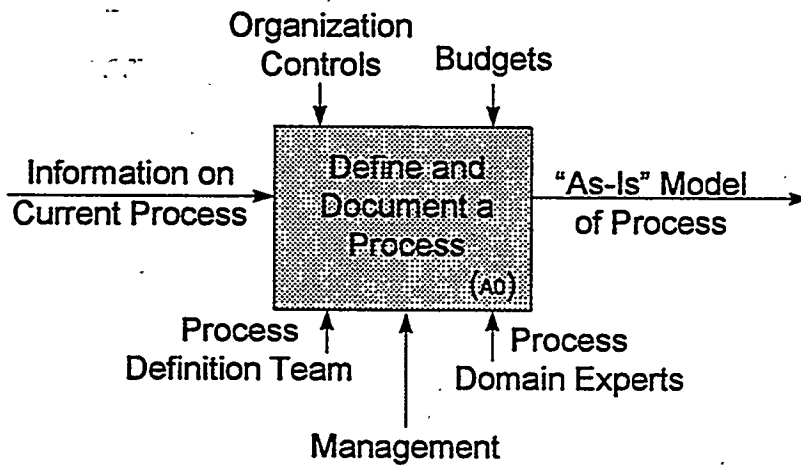 Organization
Controls
Budgets
Information on
Current Process
Define and
Document a
Process
(A0)
"As-Is" Model
of Process
Process
Definition Team
Process
Domain Experts
Management